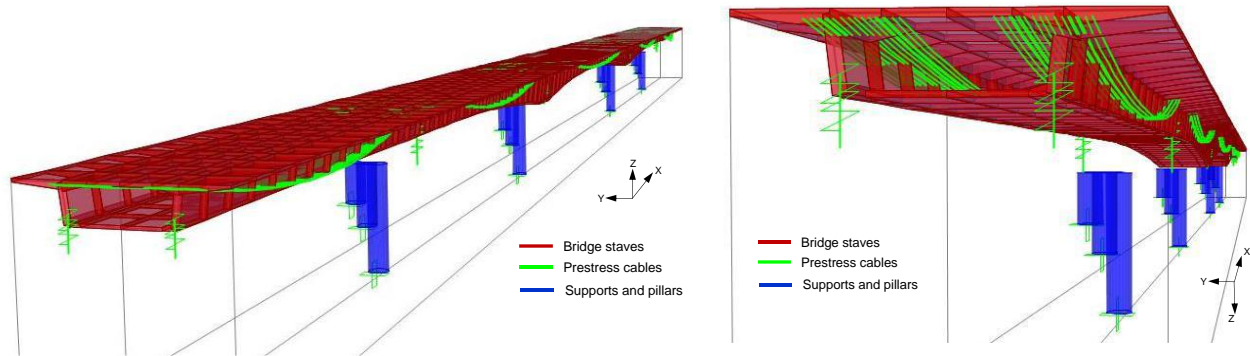 Z
X
Y
Bridge staves
Prestress cables
Supports and pillars
Bridge staves
Prestress cables
Supports and pillars
X
Y
Z